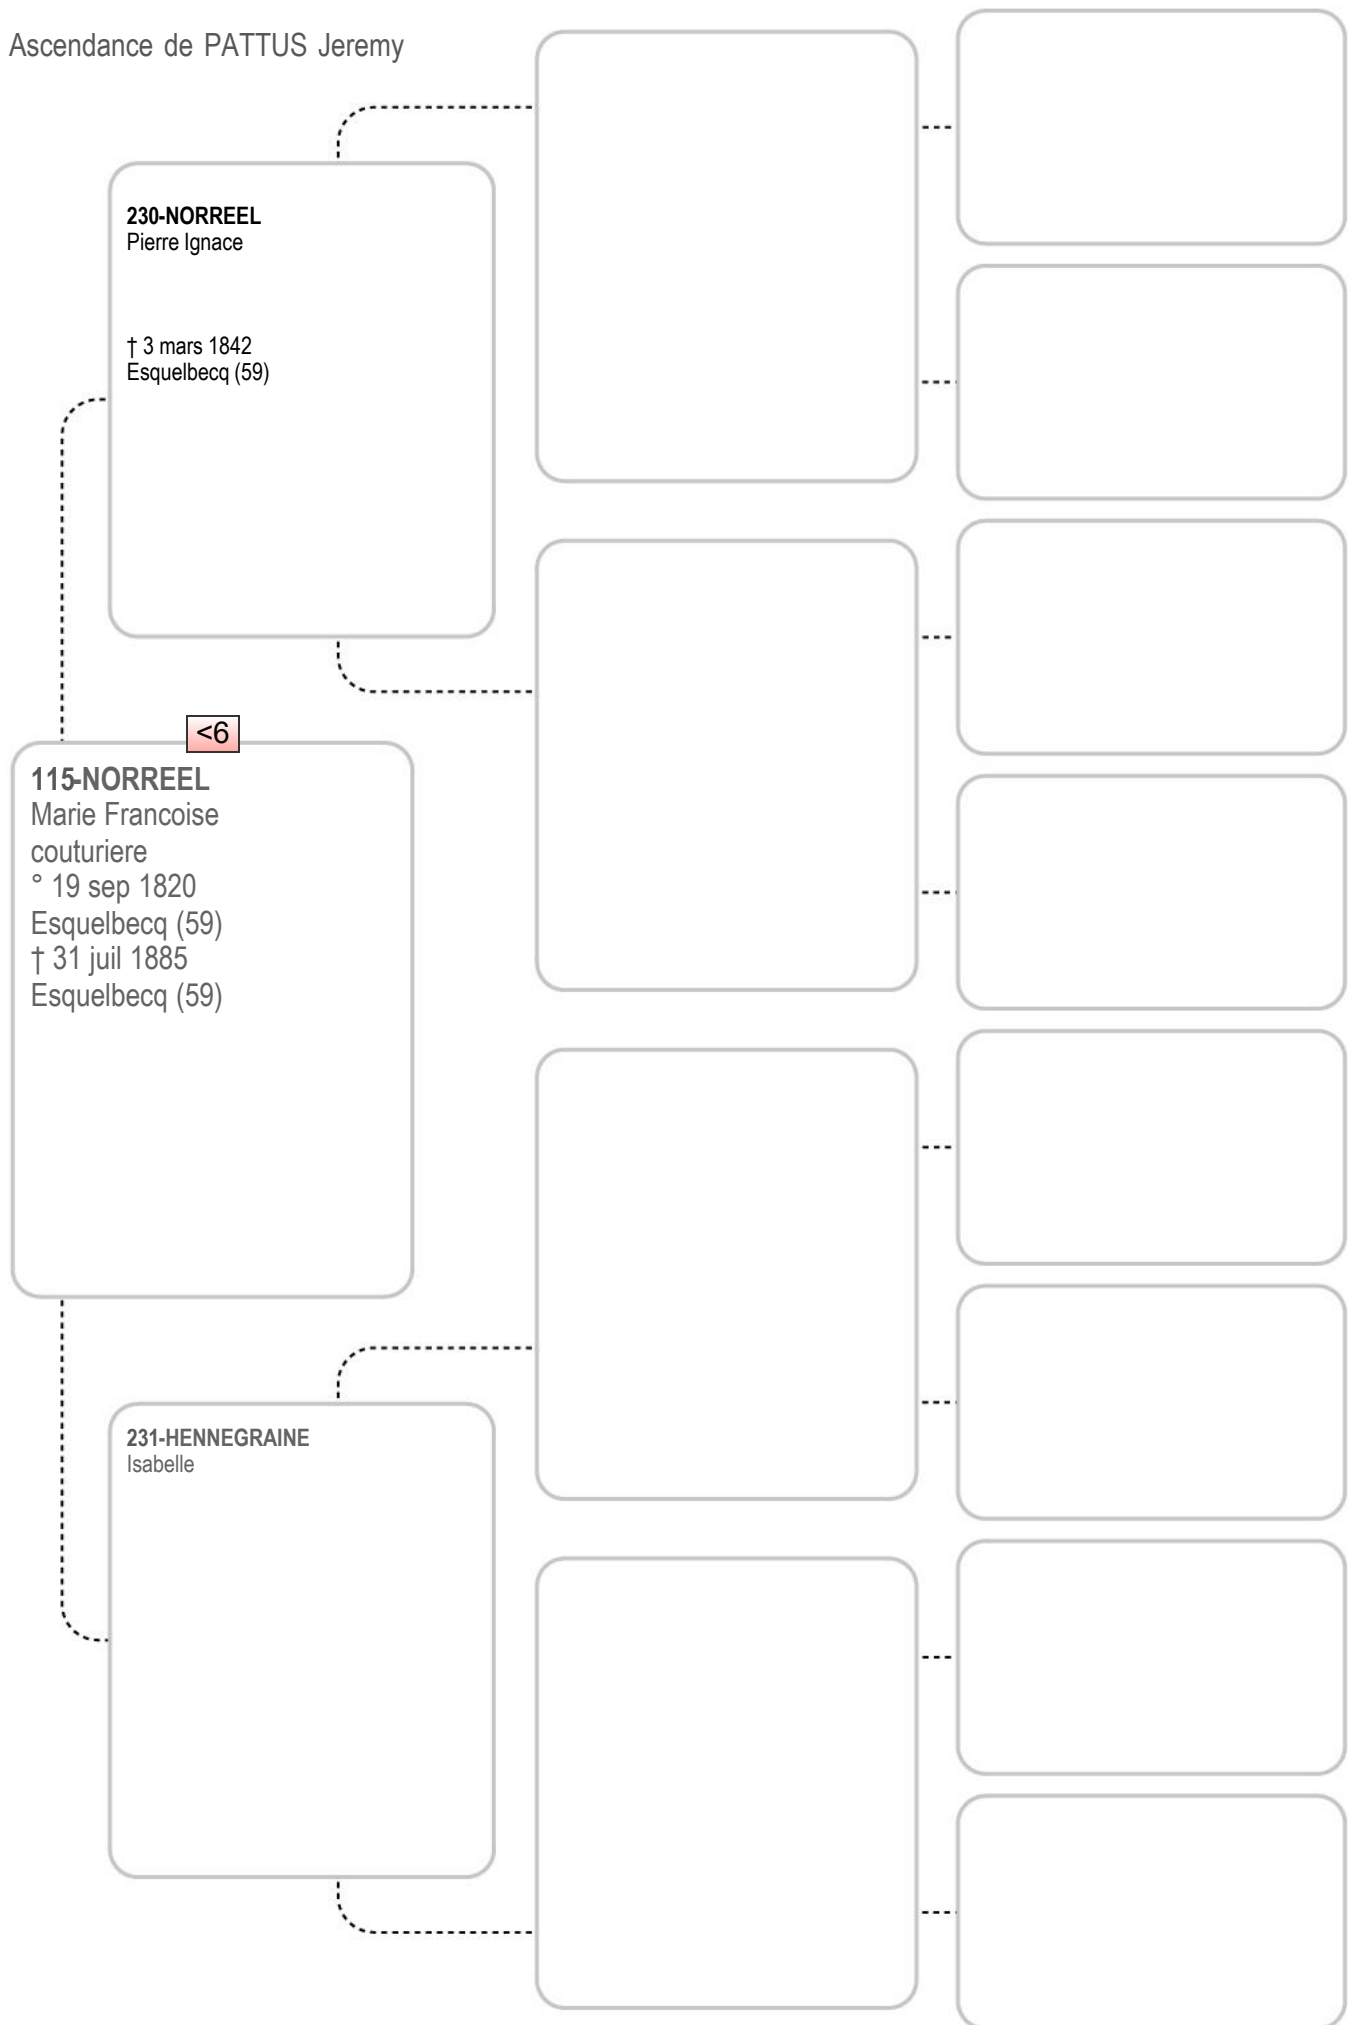 Ascendance de PATTUS Jeremy
230-NORREEL
Pierre Ignace
† 3 mars 1842
Esquelbecq (59)
<6
115-NORREEL
Marie Francoise
couturiere
° 19 sep 1820
Esquelbecq (59)
† 31 juil 1885
Esquelbecq (59)
231-HENNEGRAINE
Isabelle